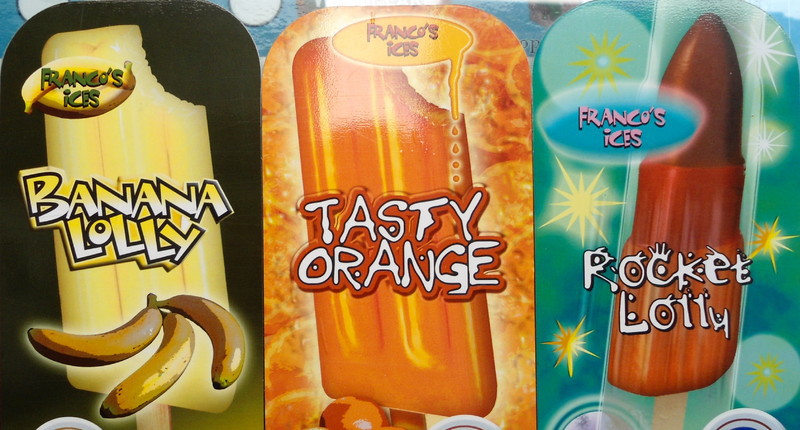 FRANCO'S
iCES
BANANA
LOLLY
FRANCO'S
iCES
TASTY
ORANGE
FRANCO'S
iCES
Rocket
Lolly